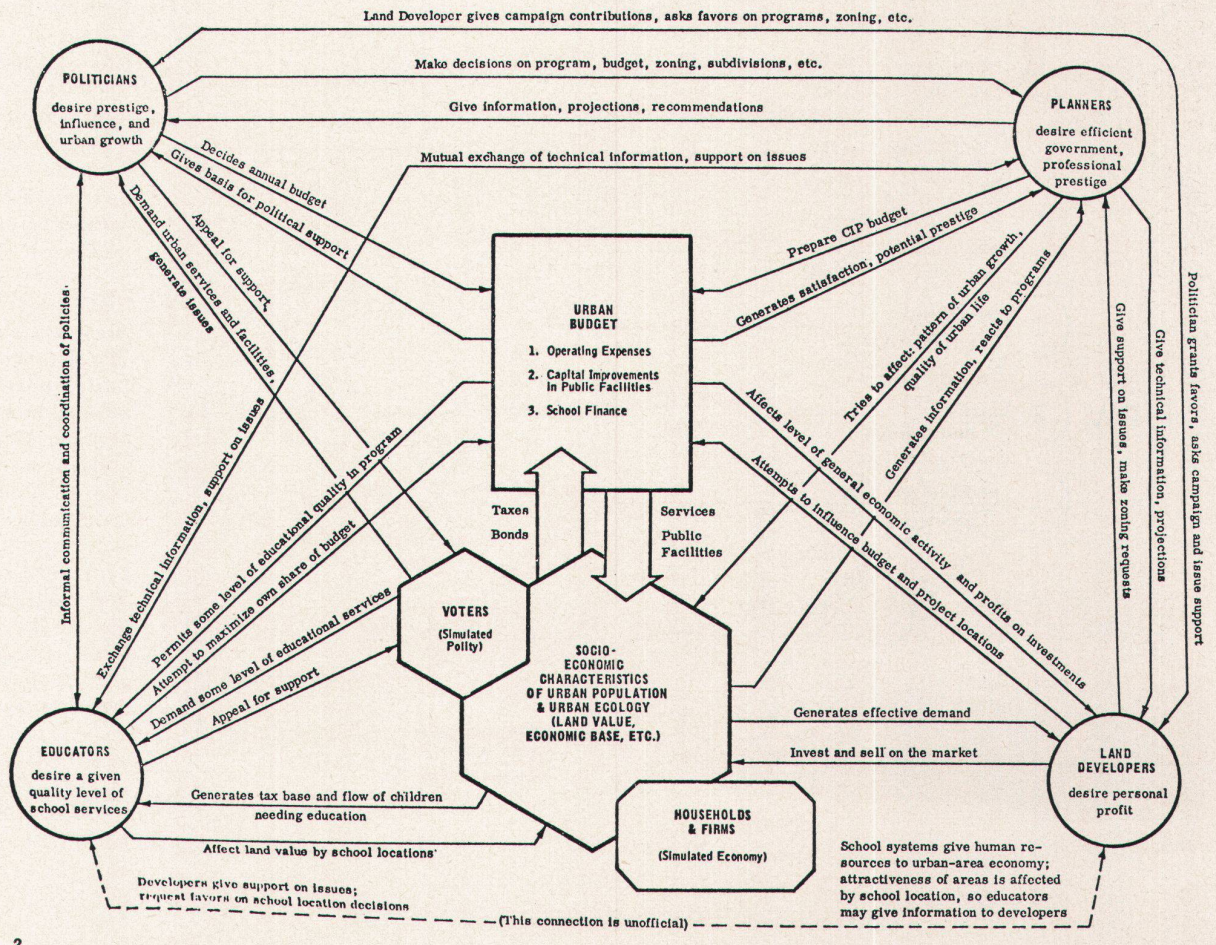 Land Developer gives campaign contributions, asks favors on programs, zoning, etc.
POLITICIANS
desire prestige,
influence, and
urban growth
Make decisions on program, budget, zoning, subdivisions, etc.
Give information, projections, recommendations
Mutual exchange of technical information, support on issues
PLANNERS
desire efficient
government,
professional
prestige
Decides annual budget
Gives basis for political support
Appeal for support
Demand urban services and facilities,
generate issues
Prepare CIP budget
Generates satisfaction, potential prestige
Tries to affect: pattern of urban growth,
quality of urban life
Generates information, reacts to programs
Give support on issues, make zoning requests
Give technical information, projections
Politician grants favors, asks campaign and issue support
Informal communication and coordination of policies
URBAN
BUDGET
1. Operating Expenses
2. Capital Improvements
in Public Facilities
3. School Finance
Affects level of general economic activity and profits on investments
Attempts to influence budget and project locations
Taxes
Bonds
Services
Public
Facilities
Exchange technical information, support on issues
Permits some level of educational quality in program
Attempt to maximize own share of budget
Demand some level of educational services
Appeal for support
VOTERS
(Simulated
Polity)
SOCIO-
ECONOMIC
CHARACTERISTICS
OF URBAN POPULATION
& URBAN ECOLOGY
(LAND VALUE,
ECONOMIC BASE, ETC.)
Generates effective demand
Invest and sell on the market
EDUCATORS
desire a given
quality level of
school services
LAND
DEVELOPERS
desire personal
profit
Generates tax base and flow of children
needing education
Affect land value by school locations
HOUSEHOLDS
& FIRMS
(Simulated Economy)
School systems give human re-
sources to urban-area economy;
attractiveness of areas is affected
by school location, so educators
may give information to developers
Developers give support on issues;
request favors on school location decisions
(This connection is unofficial)
2